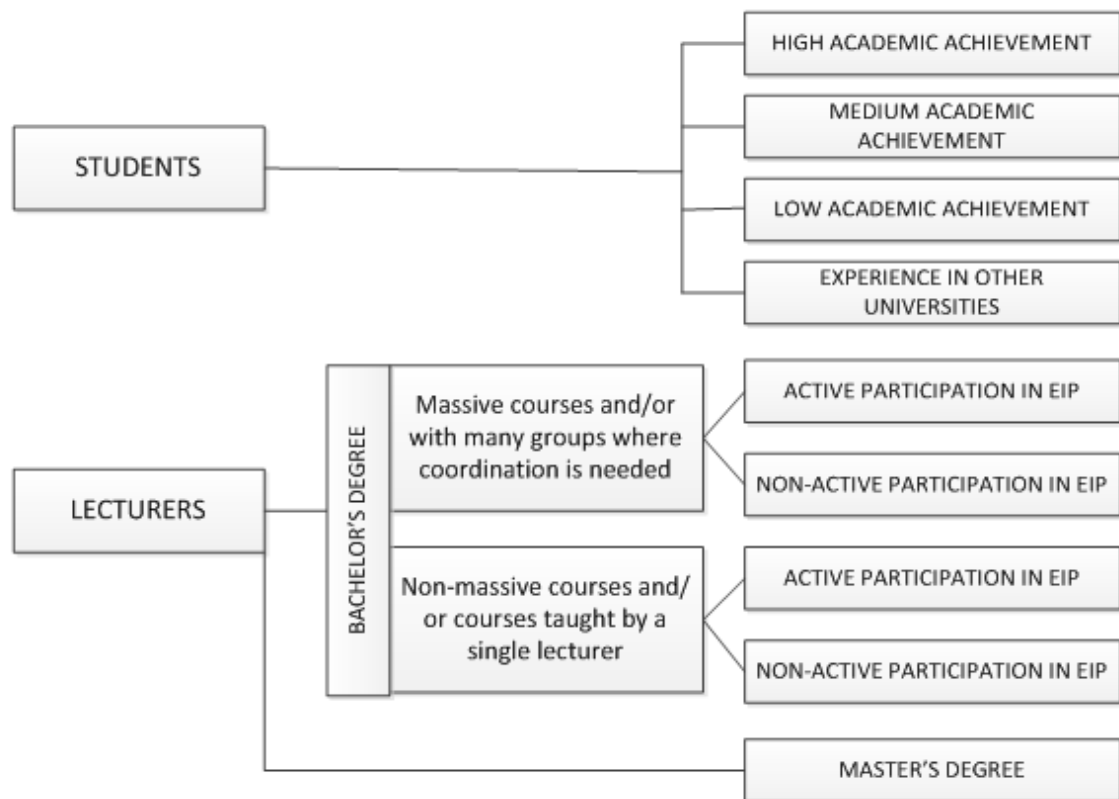 STUDENTS
HIGH ACADEMIC ACHIEVEMENT
MEDIUM ACADEMIC
ACHIEVEMENT
LOW ACADEMIC ACHIEVEMENT
EXPERIENCE IN OTHER
UNIVERSITIES
LECTURERS
BACHELOR'S DEGREE
Massive courses and/or
with many groups where
coordination is needed
ACTIVE PARTICIPATION IN EIP
NON-ACTIVE PARTICIPATION IN EIP
Non-massive courses and/
or courses taught by a
single lecturer
ACTIVE PARTICIPATION IN EIP
NON-ACTIVE PARTICIPATION IN EIP
MASTER'S DEGREE